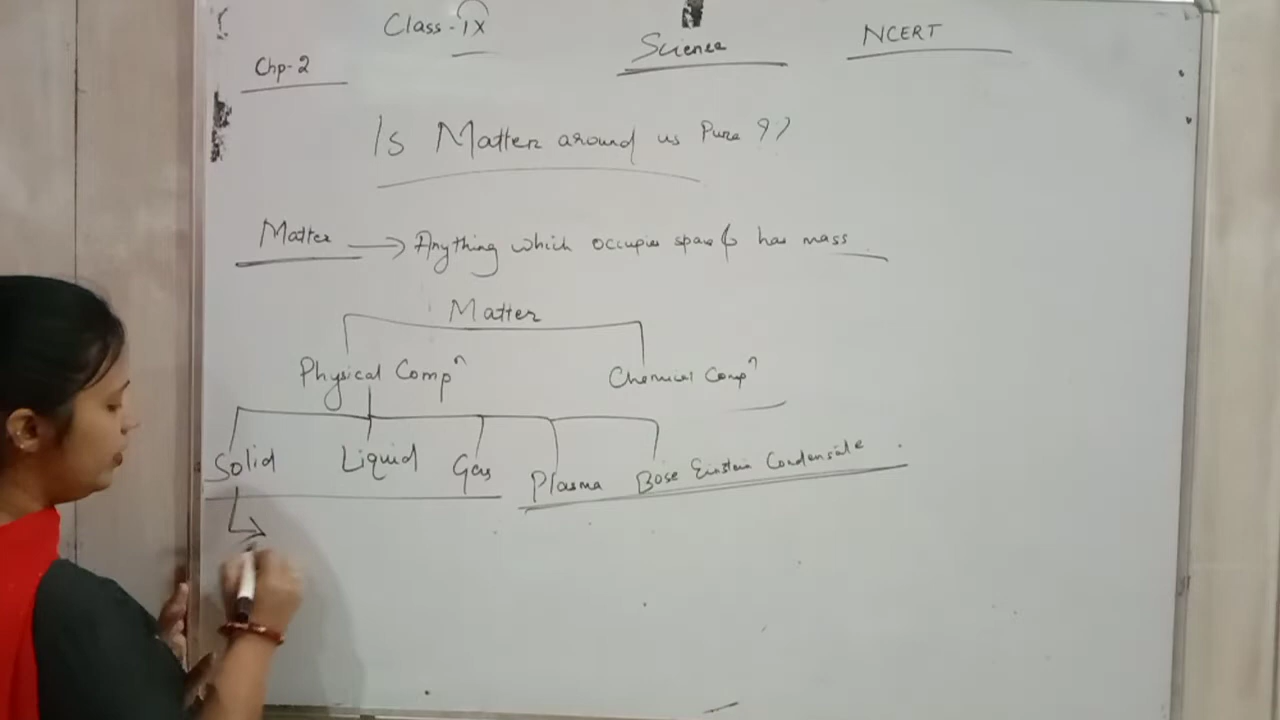 Class-IX Science NCERT
Chp-2
Is Matter around us Pure ??
Matter → Anything which occupies space & has mass
Matter
Physical Compⁿ Chemical Compⁿ
Solid Liquid Gas Plasma Bose Einstein Condensate